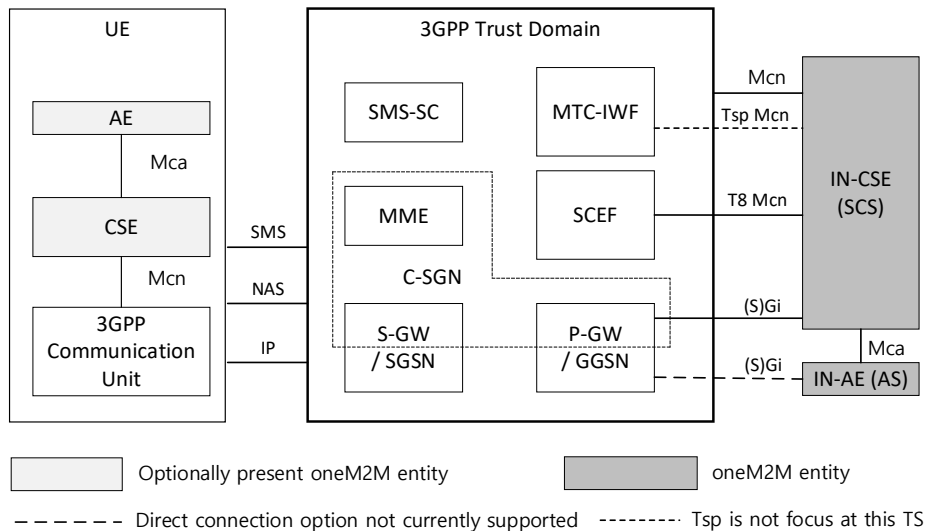 UE
3GPP Trust Domain
AE
Mca
CSE
Mcn
3GPP
Communication
Unit
SMS
NAS
IP
SMS-SC
MTC-IWF
MME
SCEF
C-SGN
S-GW
/ SGSN
P-GW
/ GGSN
Mcn
Tsp Mcn
T8 Mcn
(S)Gi
(S)Gi
IN-CSE
(SCS)
Mca
IN-AE (AS)
Optionally present oneM2M entity
oneM2M entity
Direct connection option not currently supported
Tsp is not focus at this TS